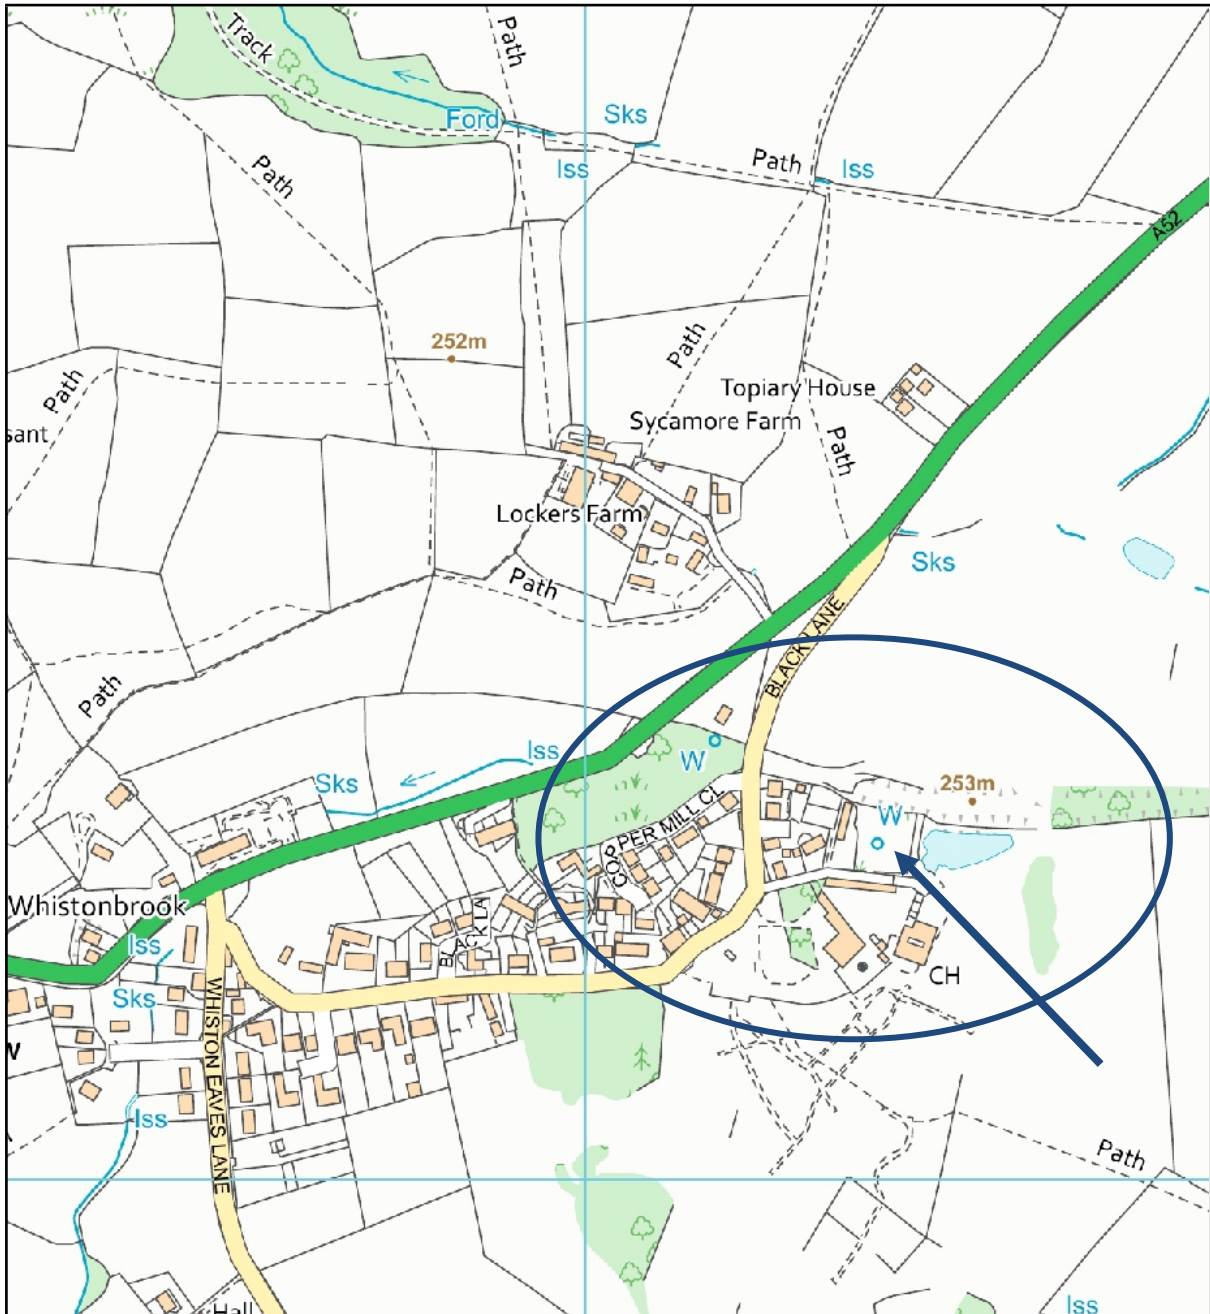 Track
Path
Ford
Sks
Iss
Path
Iss
Path
A52
252m
Path
Topiary House
Path
sant
Sycamore Farm
Path
Lockers Farm
Sks
Path
BLACK LANE
Path
Iss
W
Sks
253m
COPPER MILL CL
W
Whistonbrook
BLACK LA
Iss
CH
Sks
WHISTON EAVES LANE
W
Iss
Path
Hall
Iss